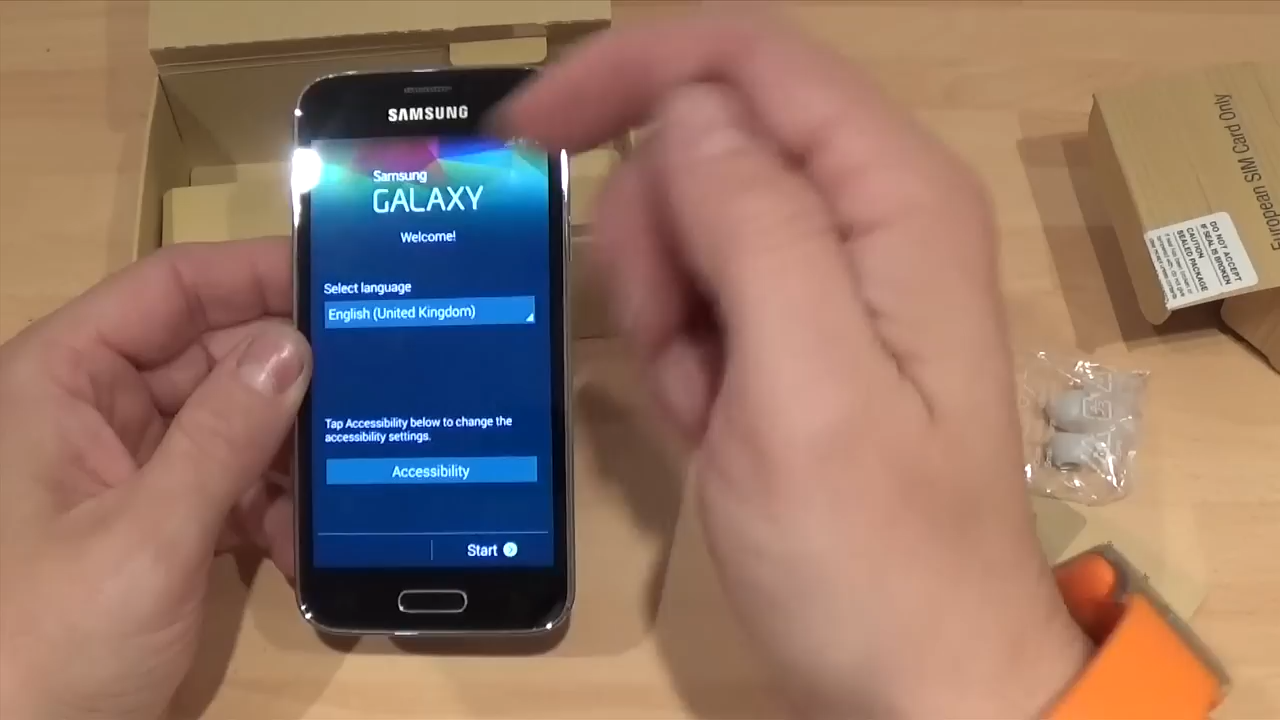 SAMSUNG
Samsung
GALAXY
Welcome!
Select language
English (United Kingdom)
Tap Accessibility below to change the
accessibility settings.
Accessibility
Start
European SIM Card Only
DO NOT ACCEPT
IF SEAL IS BROKEN
CAUTION
SEALED PACKAGE